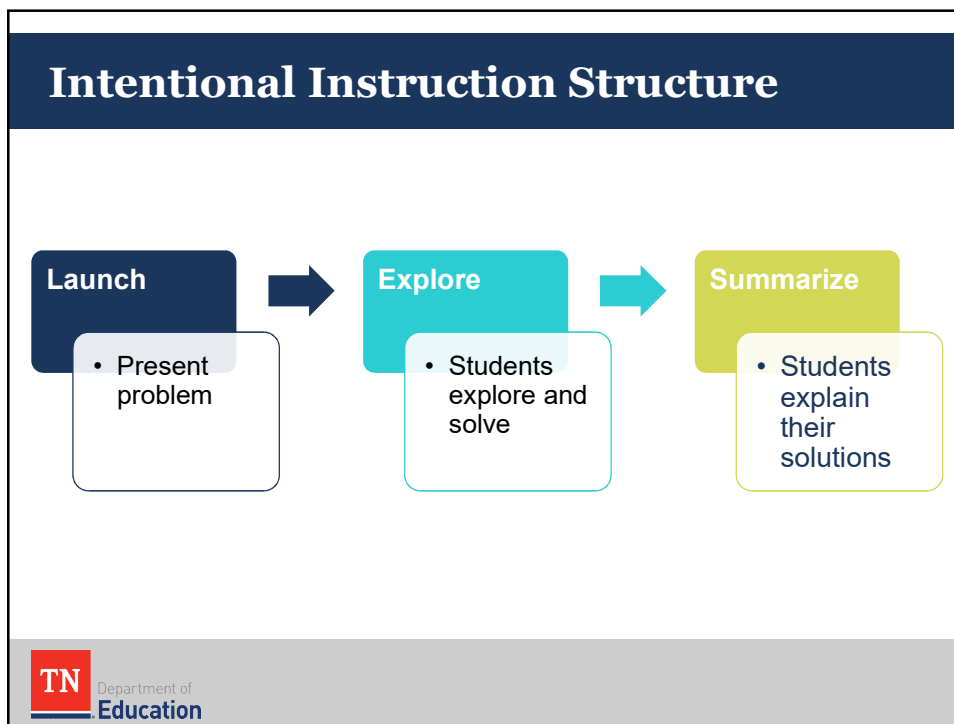 Intentional Instruction Structure
Launch
• Present
problem
Explore
• Students
explore and
solve
Summarize
• Students
explain
their
solutions
TN
Department of
Education